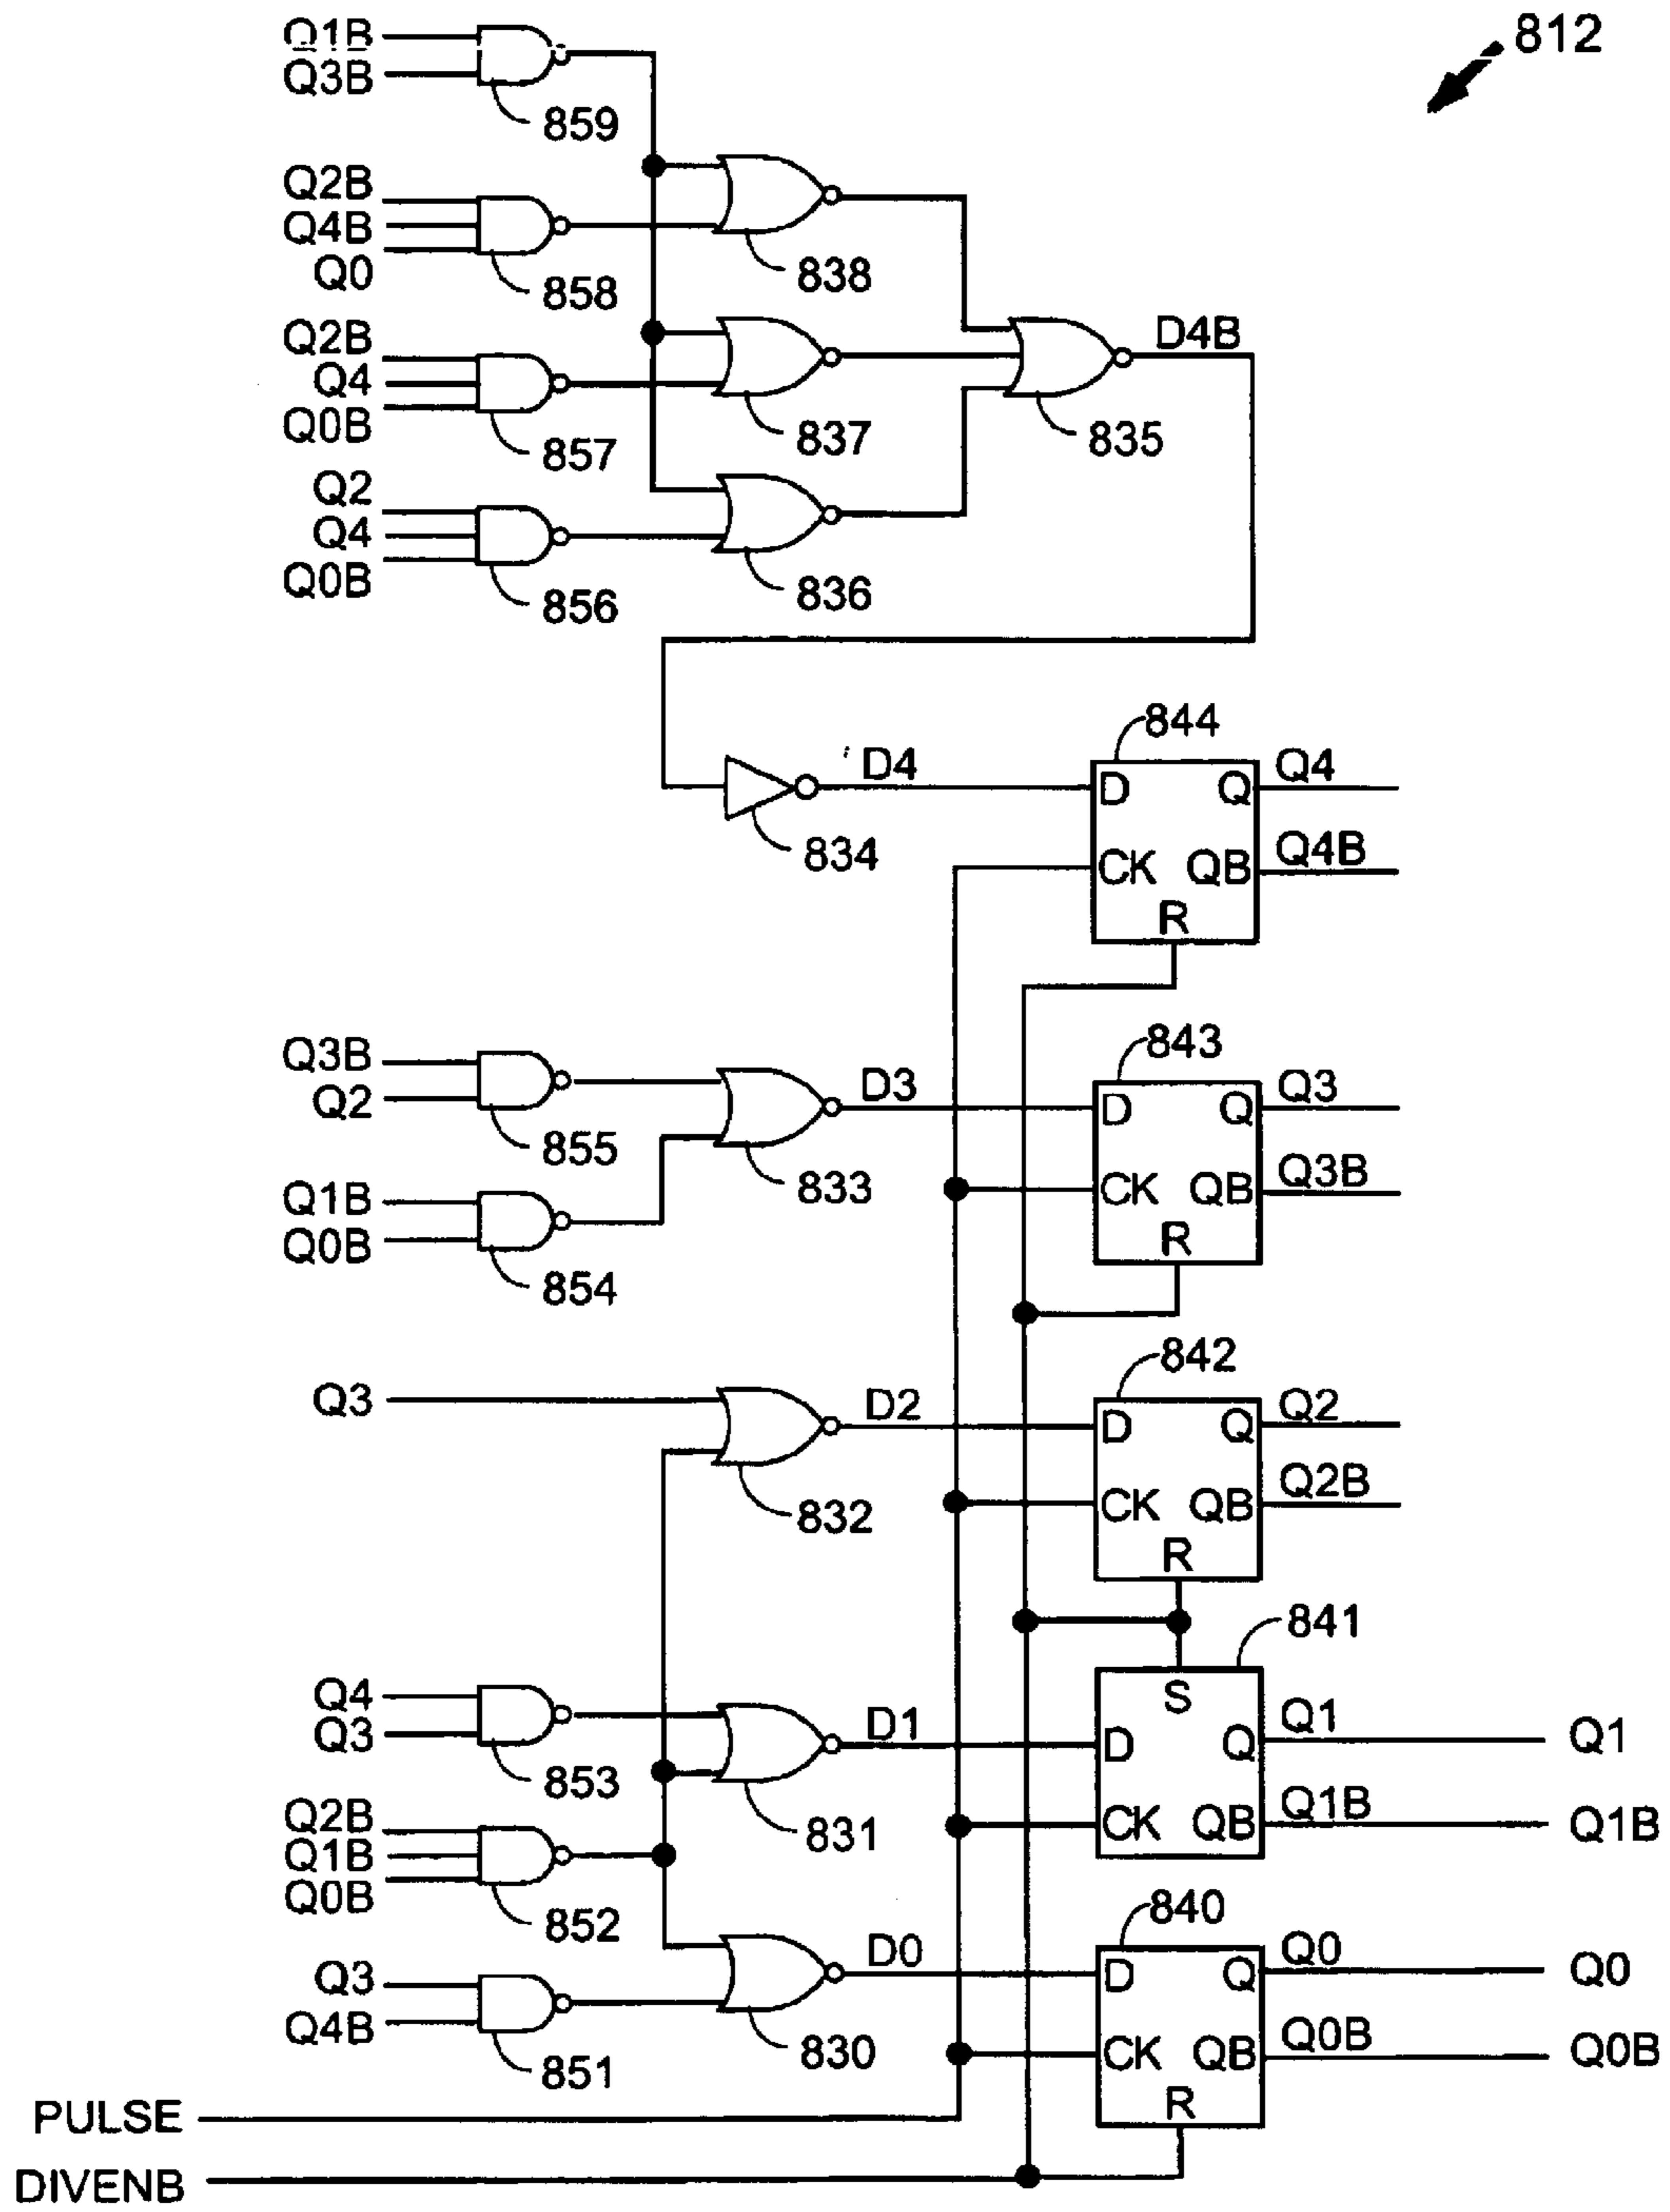 812
Q1B
Q3B
859
Q2B
Q4B
Q0
858
838
Q2B
Q4
Q0B
857
837
835
D4B
Q2
Q4
Q0B
856
836
834
D4
844
D Q Q4
CK QB Q4B
R
Q3B
Q2
855
Q1B
Q0B
854
833
D3
843
D Q Q3
CK QB Q3B
R
Q3
832
D2
842
D Q Q2
CK QB Q2B
R
841
S
Q4
Q3
853
831
D1
D Q Q1 Q1
CK QB Q1B Q1B
Q2B
Q1B
Q0B
852
Q3
Q4B
851
830
D0
840
D Q Q0 Q0
CK QB Q0B Q0B
R
PULSE
DIVENB